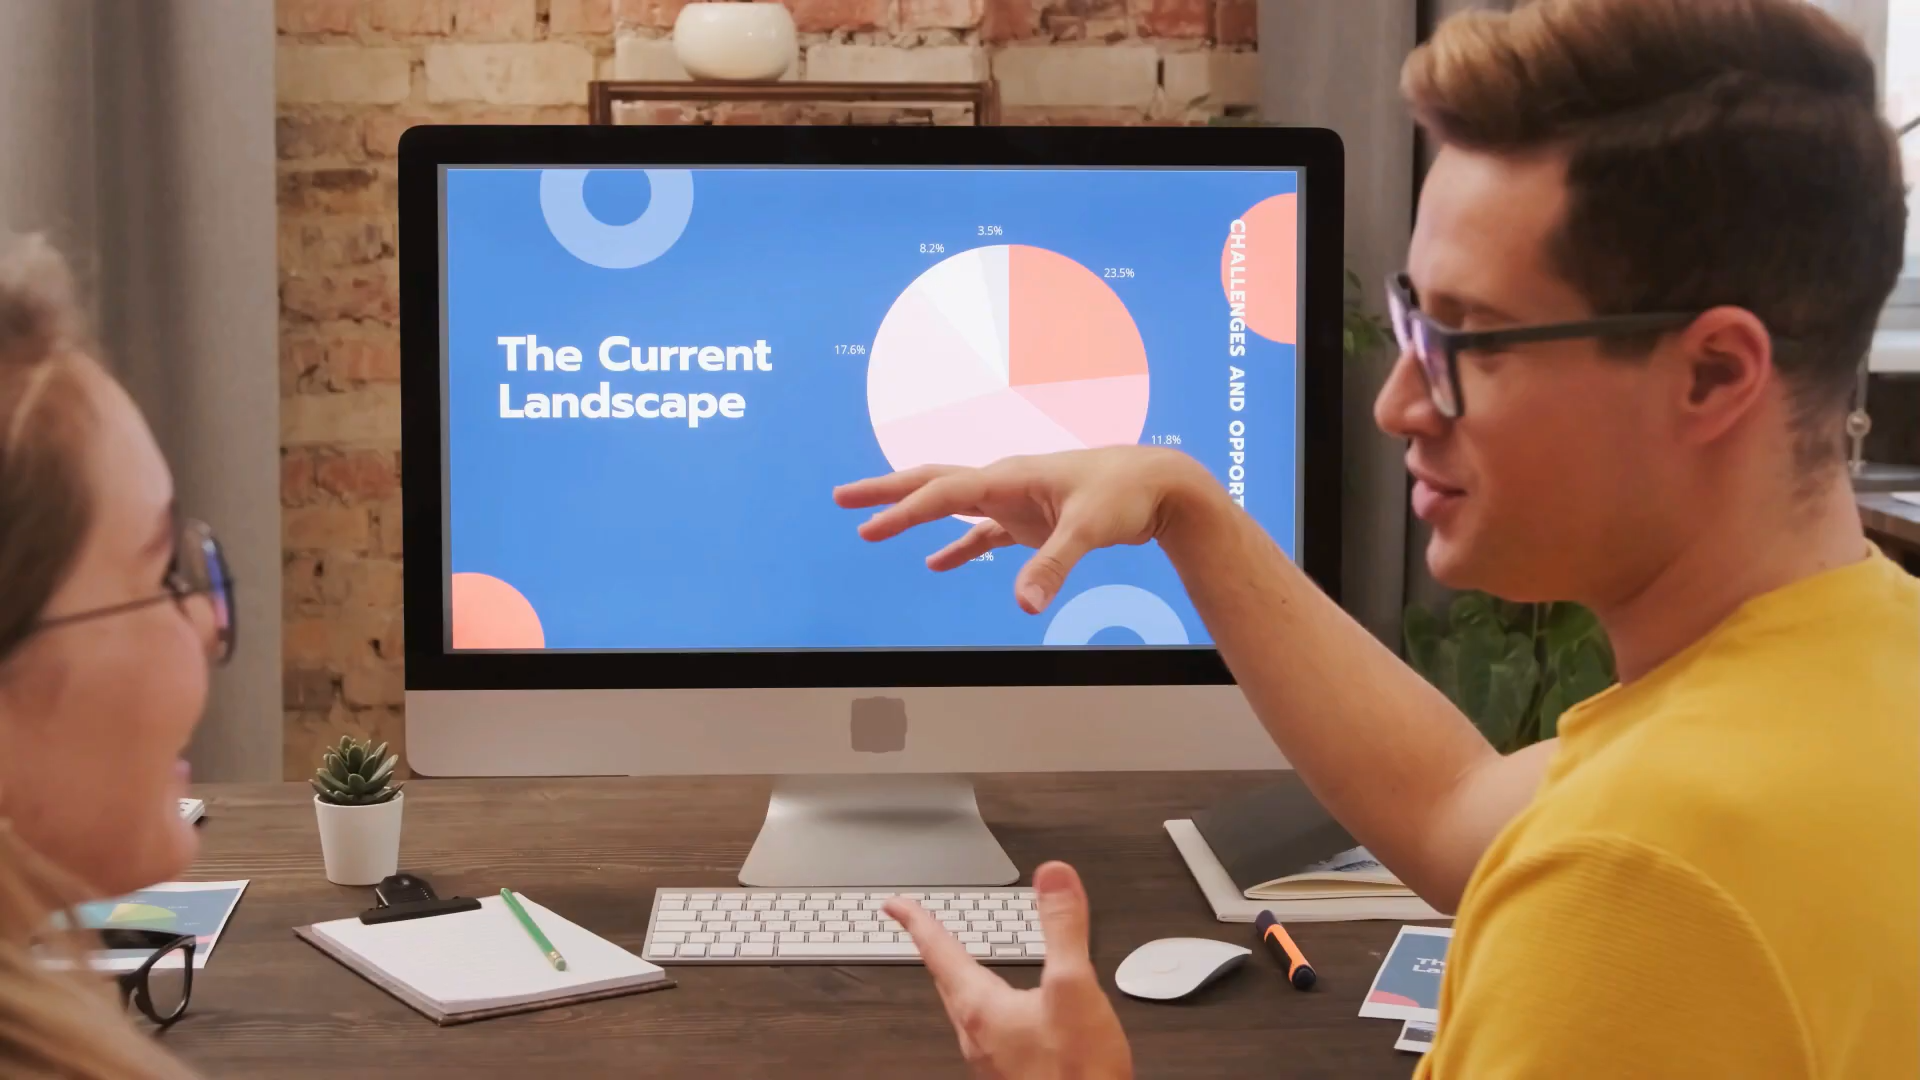 3.5%
8.2%
23.5%
17.6%
11.8%
The Current
Landscape
CHALLENGES AND OPPORT